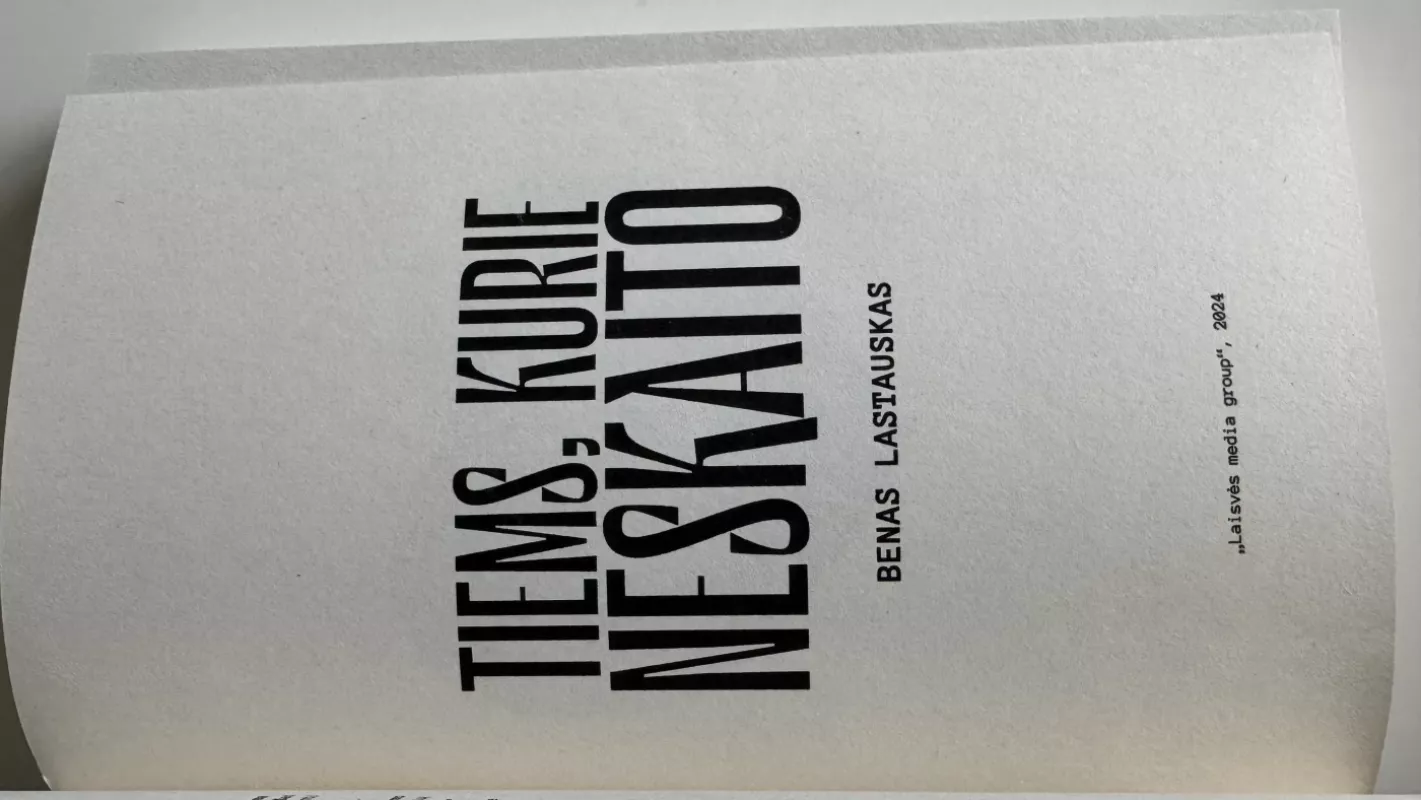 TIEMS, KURIE
NESKAITO
BENAS LASTAUSKAS
„Laisvės media group“, 2024